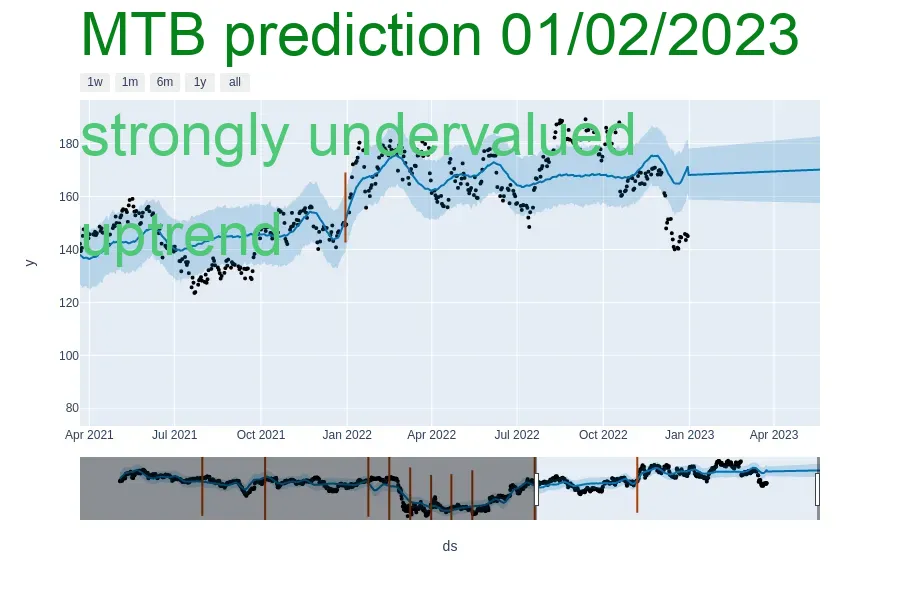 MTB prediction 01/02/2023
1w 1m 6m 1y all
strongly undervalued
uptrend
180
160
140
120
100
80
y
Apr 2021 Jul 2021 Oct 2021 Jan 2022 Apr 2022 Jul 2022 Oct 2022 Jan 2023 Apr 2023
ds